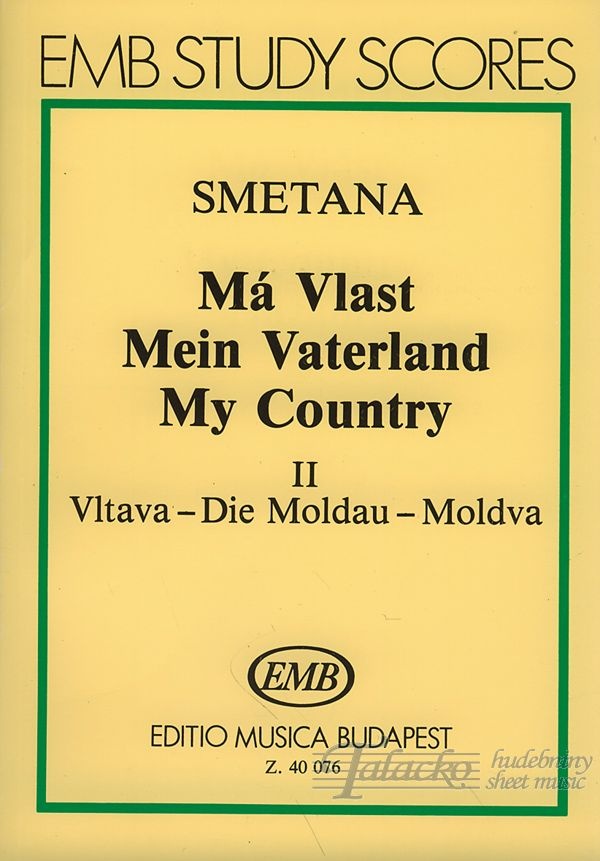 EMB STUDY SCORES
SMETANA
Má Vlast
Mein Vaterland
My Country
II
Vltava – Die Moldau – Moldva
EMB
EDITIO MUSICA BUDAPEST
Z. 40 076
Talacko hudebniny
sheet music